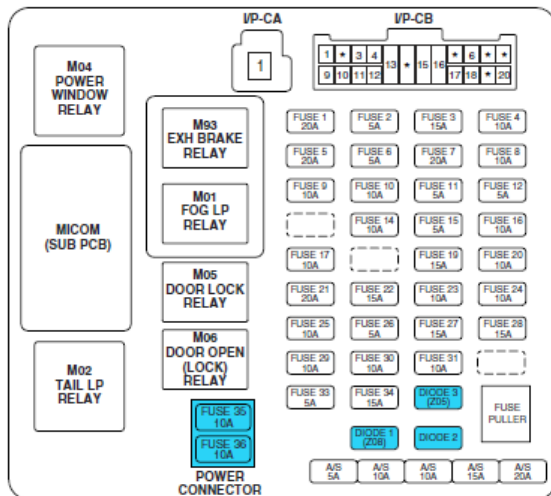 I/P-CA
I/P-CB
1
1 * 3 4 13 * 15 16 * 6 * *
9 10 11 12 17 18 * 20
M04
POWER
WINDOW
RELAY
M93
EXH BRAKE
RELAY
M01
FOG LP
RELAY
MICOM
(SUB PCB)
M05
DOOR LOCK
RELAY
M06
DOOR OPEN
(LOCK)
RELAY
M02
TAIL LP
RELAY
FUSE 35
10A
FUSE 36
10A
POWER
CONNECTOR
FUSE 1
20A
FUSE 2
5A
FUSE 3
15A
FUSE 4
10A
FUSE 5
20A
FUSE 6
5A
FUSE 7
20A
FUSE 8
10A
FUSE 9
10A
FUSE 10
10A
FUSE 11
5A
FUSE 12
5A
FUSE 14
10A
FUSE 15
5A
FUSE 16
10A
FUSE 17
10A
FUSE 19
15A
FUSE 20
10A
FUSE 21
20A
FUSE 22
15A
FUSE 23
10A
FUSE 24
10A
FUSE 25
10A
FUSE 26
5A
FUSE 27
15A
FUSE 28
15A
FUSE 29
10A
FUSE 30
10A
FUSE 31
10A
FUSE 33
5A
FUSE 34
15A
DIODE 3
(Z05)
DIODE 1
(Z08)
DIODE 2
FUSE
PULLER
A/S
5A
A/S
10A
A/S
10A
A/S
15A
A/S
20A